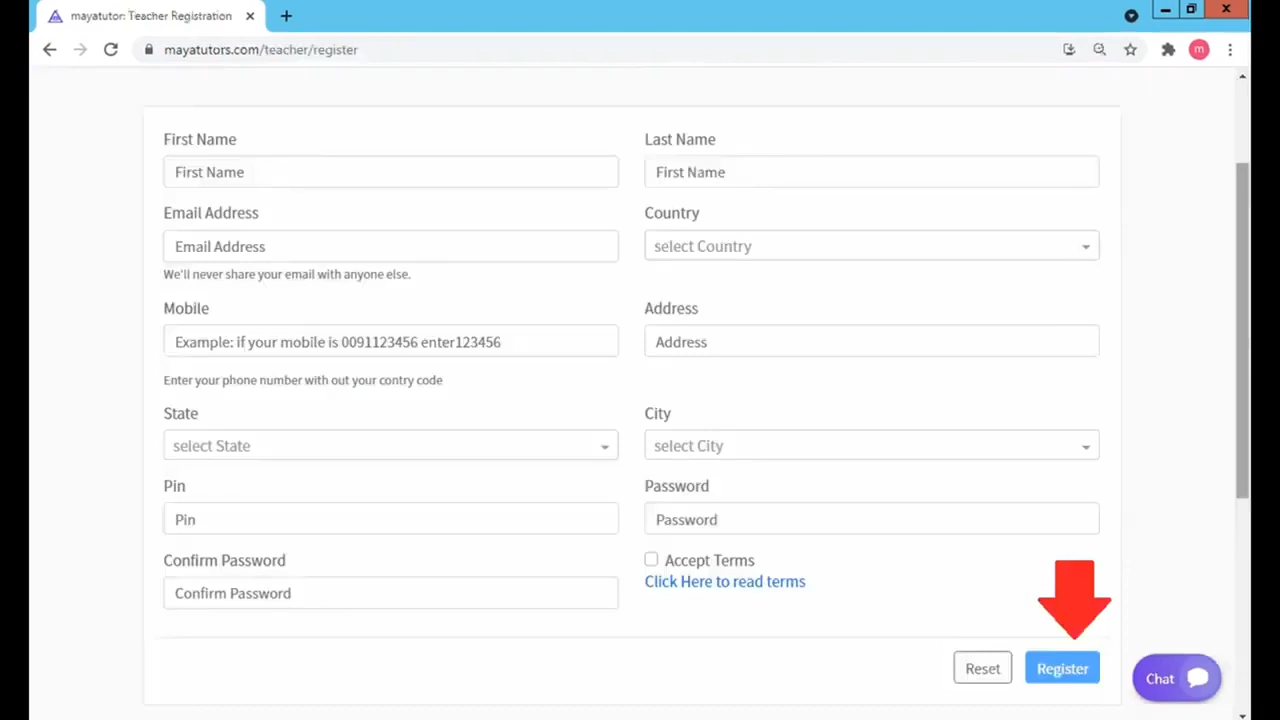 mayatutor: Teacher Registration
mayatutors.com/teacher/register
m
First Name
Last Name
First Name
First Name
Email Address
Country
Email Address
select Country
We'll never share your email with anyone else.
Mobile
Address
Example: if your mobile is 0091123456 enter123456
Address
Enter your phone number with out your contry code
State
City
select State
select City
Pin
Password
Pin
Password
Confirm Password
Accept Terms
Click Here to read terms
Confirm Password
Reset
Register
Chat